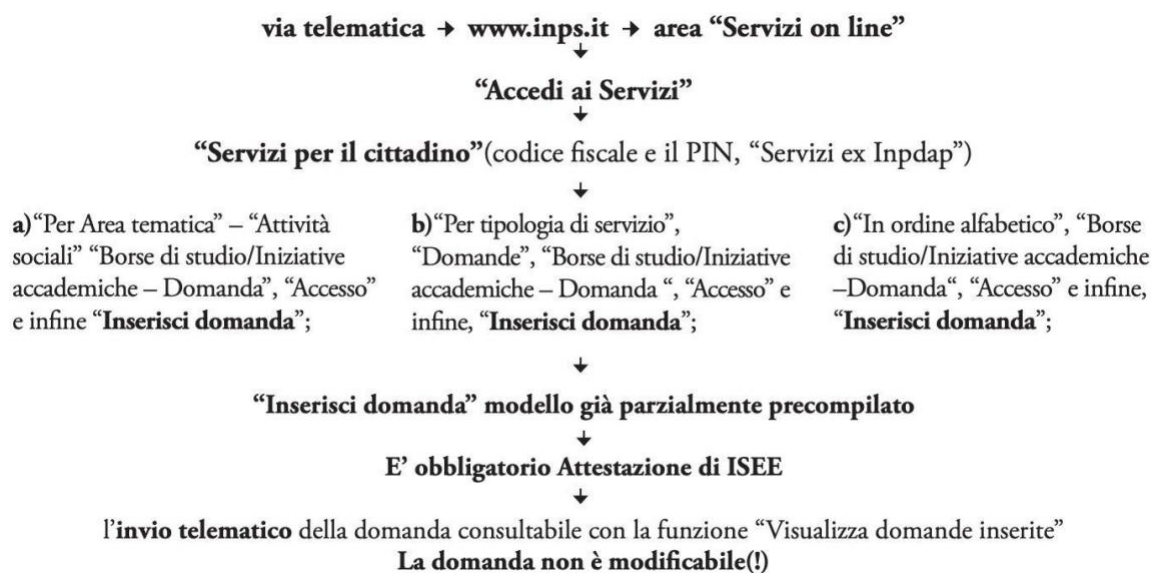 via telematica → www.inps.it → area “Servizi on line”
↓
“Accedi ai Servizi”
↓
“Servizi per il cittadino”(codice fiscale e il PIN, “Servizi ex Inpdap”)
↓
a)“Per Area tematica” – “Attività
sociali” “Borse di studio/Iniziative
accademiche – Domanda”, “Accesso”
e infine “Inserisci domanda”;
b)“Per tipologia di servizio”,
“Domande”, “Borse di studio/Iniziative
accademiche – Domanda “, “Accesso” e
infine, “Inserisci domanda”;
c)“In ordine alfabetico”, “Borse
di studio/Iniziative accademiche
–Domanda“, “Accesso” e infine,
“Inserisci domanda”;
↓
“Inserisci domanda” modello già parzialmente precompilato
↓
E’ obbligatorio Attestazione di ISEE
↓
l’invio telematico della domanda consultabile con la funzione “Visualizza domande inserite”
La domanda non è modificabile(!)